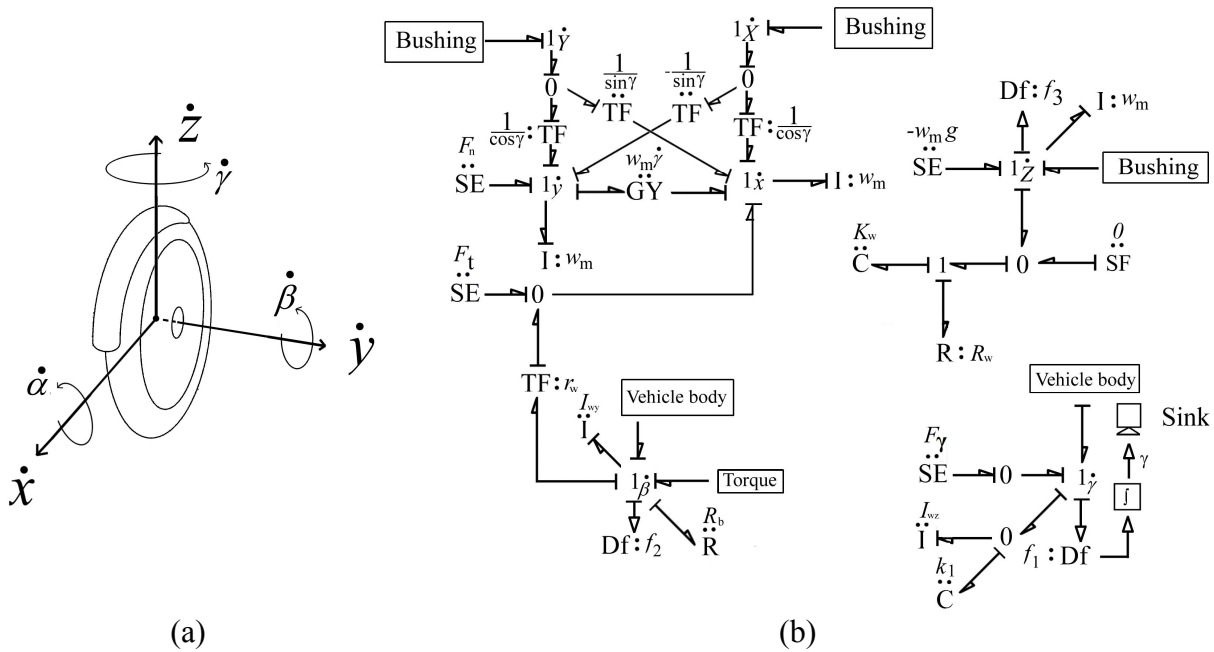 ż
γ̇
β̇
ẏ
α̇
ẋ
(a)
Bushing
1Ẏ
1Ẋ
Bushing
0
1/sinγ
-1/sinγ
0
TF
TF
1/cosγ : TF
TF : 1/cosγ
Fn
SE
1ẏ
wmγ̇
GY
1ẋ
I : wm
I : wm
Ft
SE
0
TF : rw
Iwy
I
Vehicle body
1β̇
Torque
Df : f2
Rb
R
Df : f3
I : wm
-wm g
SE
1Ż
Bushing
Kw
C
1
0
0
SF
R : Rw
Vehicle body
Sink
Fγ
SE
0
1γ̇
γ
∫
Iwz
I
0
f1 : Df
k1
C
(b)